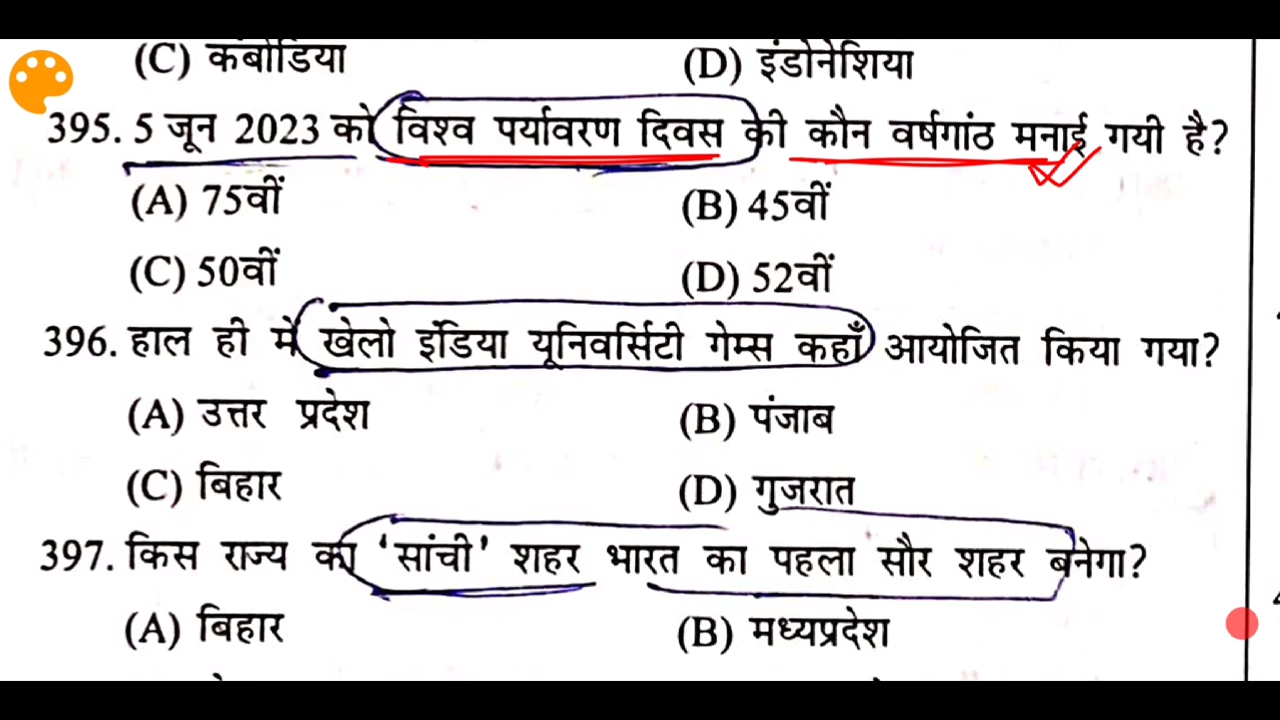 (C) कंबोडिया (D) इंडोनेशिया
395. 5 जून 2023 को विश्व पर्यावरण दिवस की कौन वर्षगांठ मनाई गयी है?
(A) 75वीं (B) 45वीं
(C) 50वीं (D) 52वीं
396. हाल ही में खेलो इंडिया यूनिवर्सिटी गेम्स कहाँ आयोजित किया गया?
(A) उत्तर प्रदेश (B) पंजाब
(C) बिहार (D) गुजरात
397. किस राज्य का 'सांची' शहर भारत का पहला सौर शहर बनेगा?
(A) बिहार (B) मध्यप्रदेश